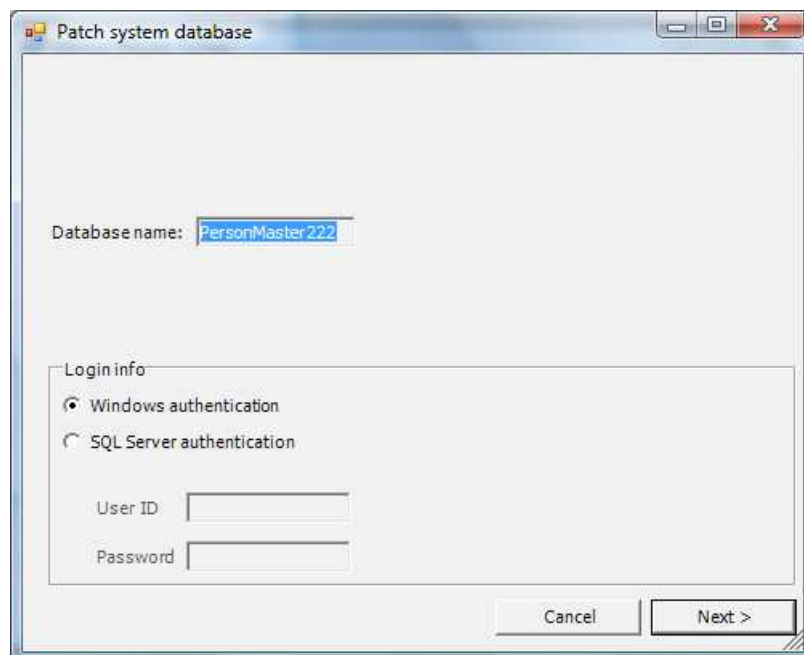 Patch system database
Database name: PersonMaster222
Login info
Windows authentication
SQL Server authentication
User ID
Password
Cancel Next >